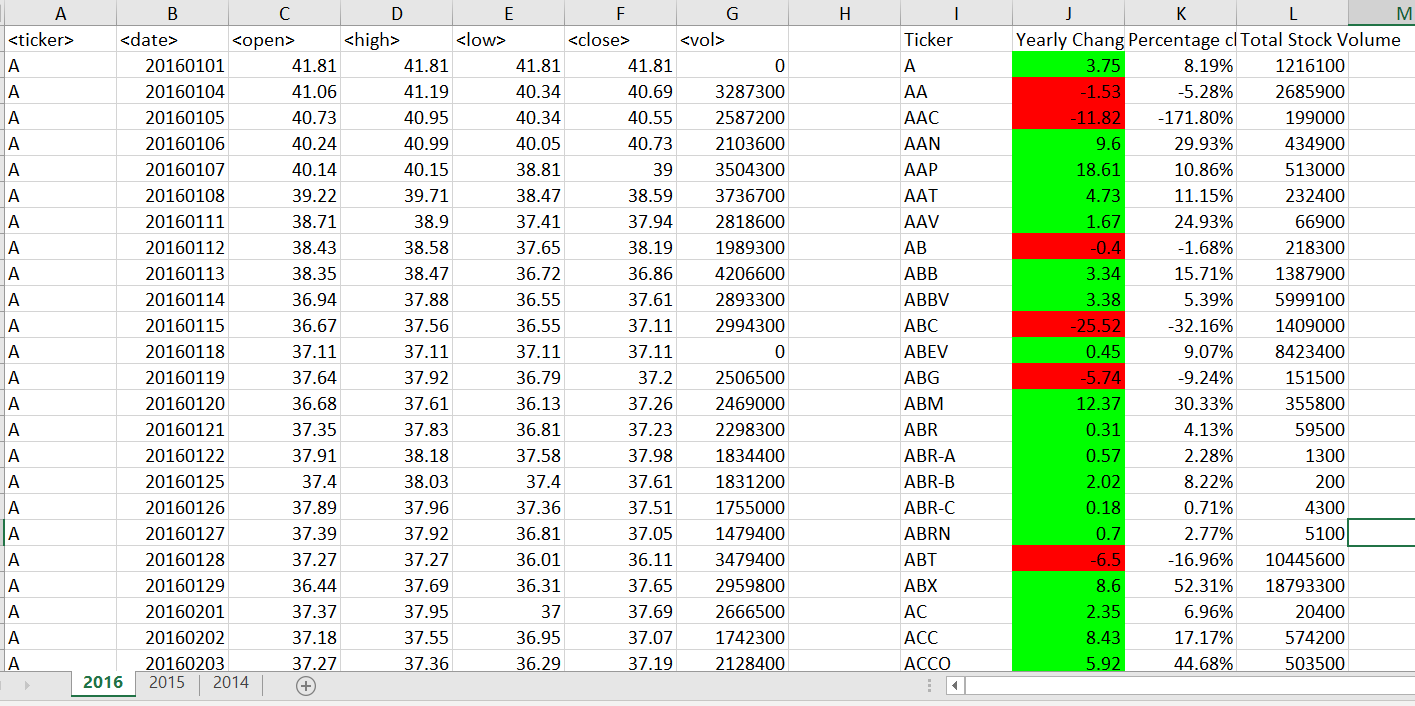 A B C D E F G H I J K L M
<ticker> <date> <open> <high> <low> <close> <vol> Ticker Yearly Chang Percentage cl Total Stock Volume
A 20160101 41.81 41.81 41.81 41.81 0 A 3.75 8.19% 1216100
A 20160104 41.06 41.19 40.34 40.69 3287300 AA -1.53 -5.28% 2685900
A 20160105 40.73 40.95 40.34 40.55 2587200 AAC -11.82 -171.80% 199000
A 20160106 40.24 40.99 40.05 40.73 2103600 AAN 9.6 29.93% 434900
A 20160107 40.14 40.15 38.81 39 3504300 AAP 18.61 10.86% 513000
A 20160108 39.22 39.71 38.47 38.59 3736700 AAT 4.73 11.15% 232400
A 20160111 38.71 38.9 37.41 37.94 2818600 AAV 1.67 24.93% 66900
A 20160112 38.43 38.58 37.65 38.19 1989300 AB -0.4 -1.68% 218300
A 20160113 38.35 38.47 36.72 36.86 4206600 ABB 3.34 15.71% 1387900
A 20160114 36.94 37.88 36.55 37.61 2893300 ABBV 3.38 5.39% 5999100
A 20160115 36.67 37.56 36.55 37.11 2994300 ABC -25.52 -32.16% 1409000
A 20160118 37.11 37.11 37.11 37.11 0 ABEV 0.45 9.07% 8423400
A 20160119 37.64 37.92 36.79 37.2 2506500 ABG -5.74 -9.24% 151500
A 20160120 36.68 37.61 36.13 37.26 2469000 ABM 12.37 30.33% 355800
A 20160121 37.35 37.83 36.81 37.23 2298300 ABR 0.31 4.13% 59500
A 20160122 37.91 38.18 37.58 37.98 1834400 ABR-A 0.57 2.28% 1300
A 20160125 37.4 38.03 37.4 37.61 1831200 ABR-B 2.02 8.22% 200
A 20160126 37.89 37.96 37.36 37.51 1755000 ABR-C 0.18 0.71% 4300
A 20160127 37.39 37.92 36.81 37.05 1479400 ABRN 0.7 2.77% 5100
A 20160128 37.27 37.27 36.01 36.11 3479400 ABT -6.5 -16.96% 10445600
A 20160129 36.44 37.69 36.31 37.65 2959800 ABX 8.6 52.31% 18793300
A 20160201 37.37 37.95 37 37.69 2666500 AC 2.35 6.96% 20400
A 20160202 37.18 37.55 36.95 37.07 1742300 ACC 8.43 17.17% 574200
A 20160203 37.27 37.36 36.29 37.19 2128400 ACCO 5.92 44.68% 503500
2016 2015 2014